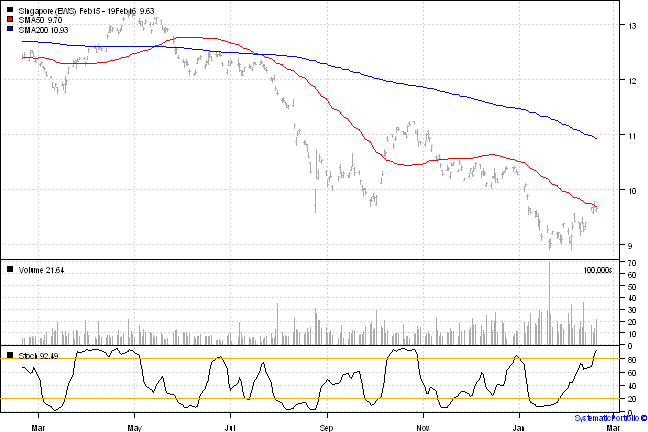 Singapore (EWS) Feb15 - 19Feb16 9.63
SMA50 9.70
SMA200 10.93
13
12
11
10
9
Volume 21.64
100,000s
70
60
50
40
30
20
10
0
Stoch 92.49
80
60
40
20
0
Mar May Jul Sep Nov Jan Mar
SystematicPortfolio ©